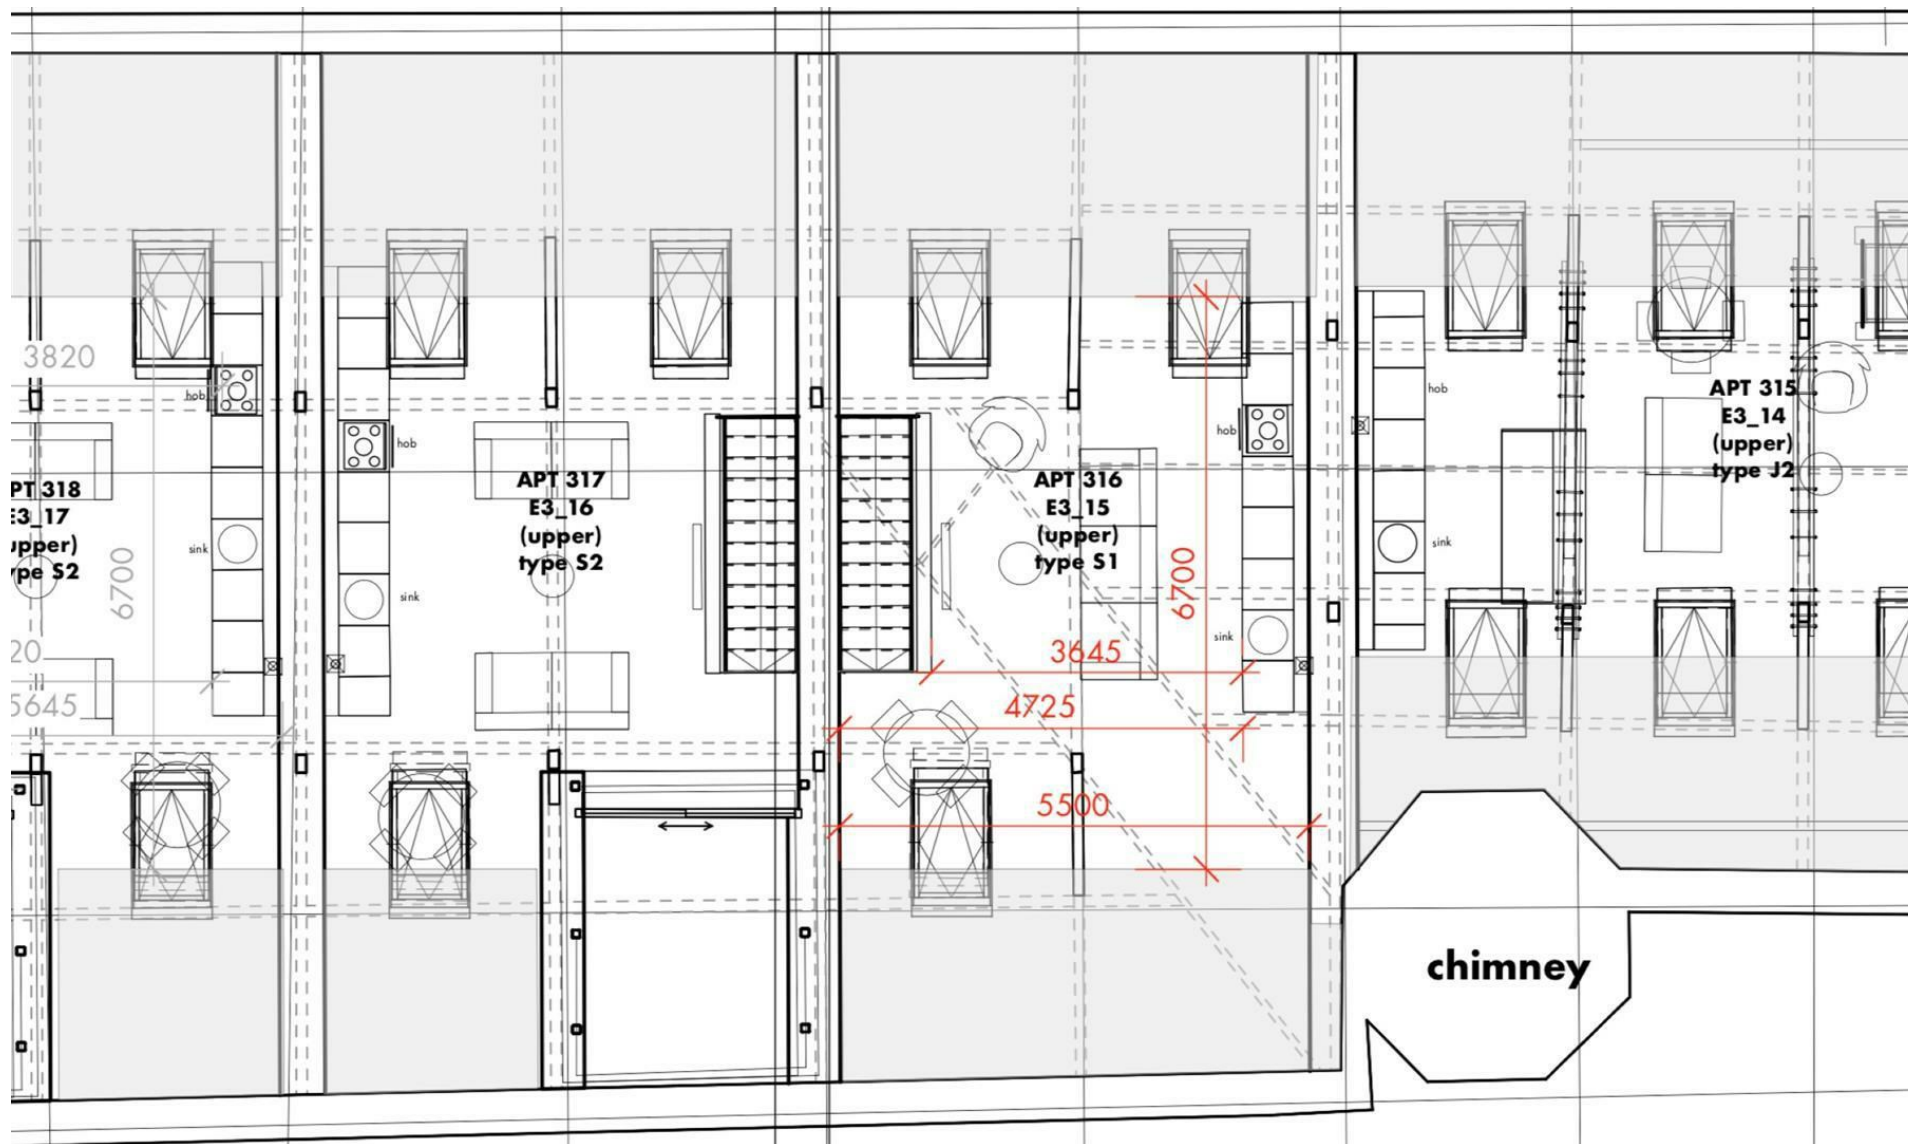 3820
hob
PT 318
E3_17
upper)
ype S2
sink
6700
20
5645
hob
APT 317
E3_16
(upper)
type S2
sink
APT 316
E3_15
(upper)
type S1
hob
sink
6700
3645
4725
5500
hob
APT 315
E3_14
(upper)
type J2
sink
chimney